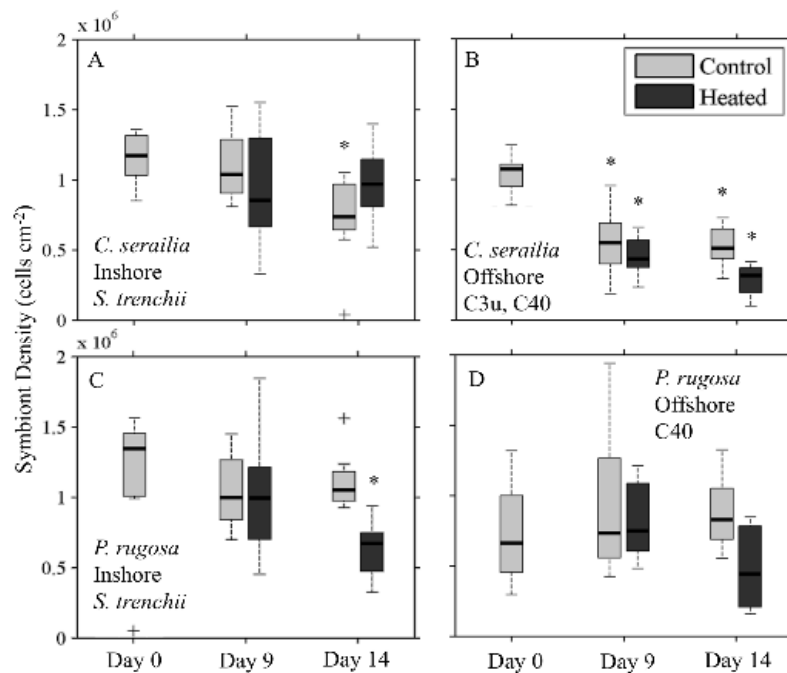 x 10⁶
2
A
1.5
1
0.5
0
*
C. serailia
Inshore
S. trenchii
B
Control
Heated
*
*
*
*
C. serailia
Offshore
C3u, C40
Symbiont Density (cells cm⁻²)
x 10⁶
2
C
1.5
1
0.5
0
*
P. rugosa
Inshore
S. trenchii
D
P. rugosa
Offshore
C40
Day 0 Day 9 Day 14
Day 0 Day 9 Day 14